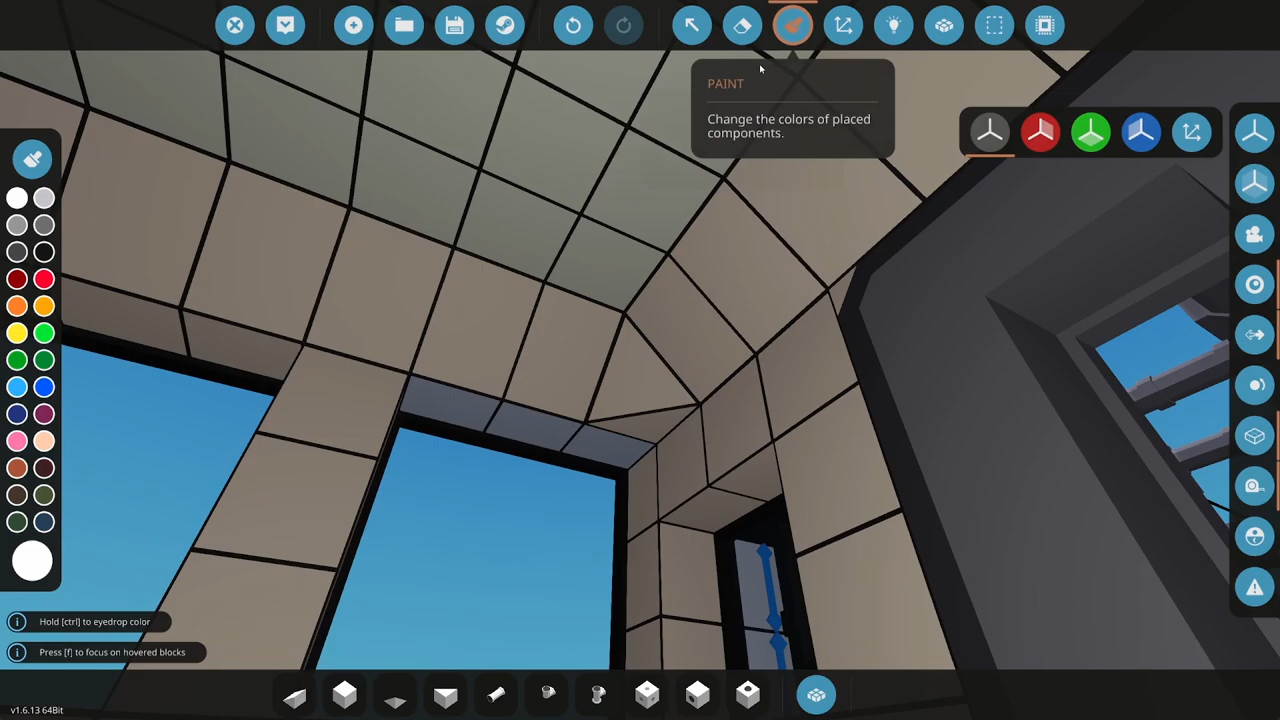 PAINT
Change the colors of placed
components.
Hold [ctrl] to eyedrop color
Press [f] to focus on hovered blocks
v1.6.13 64Bit